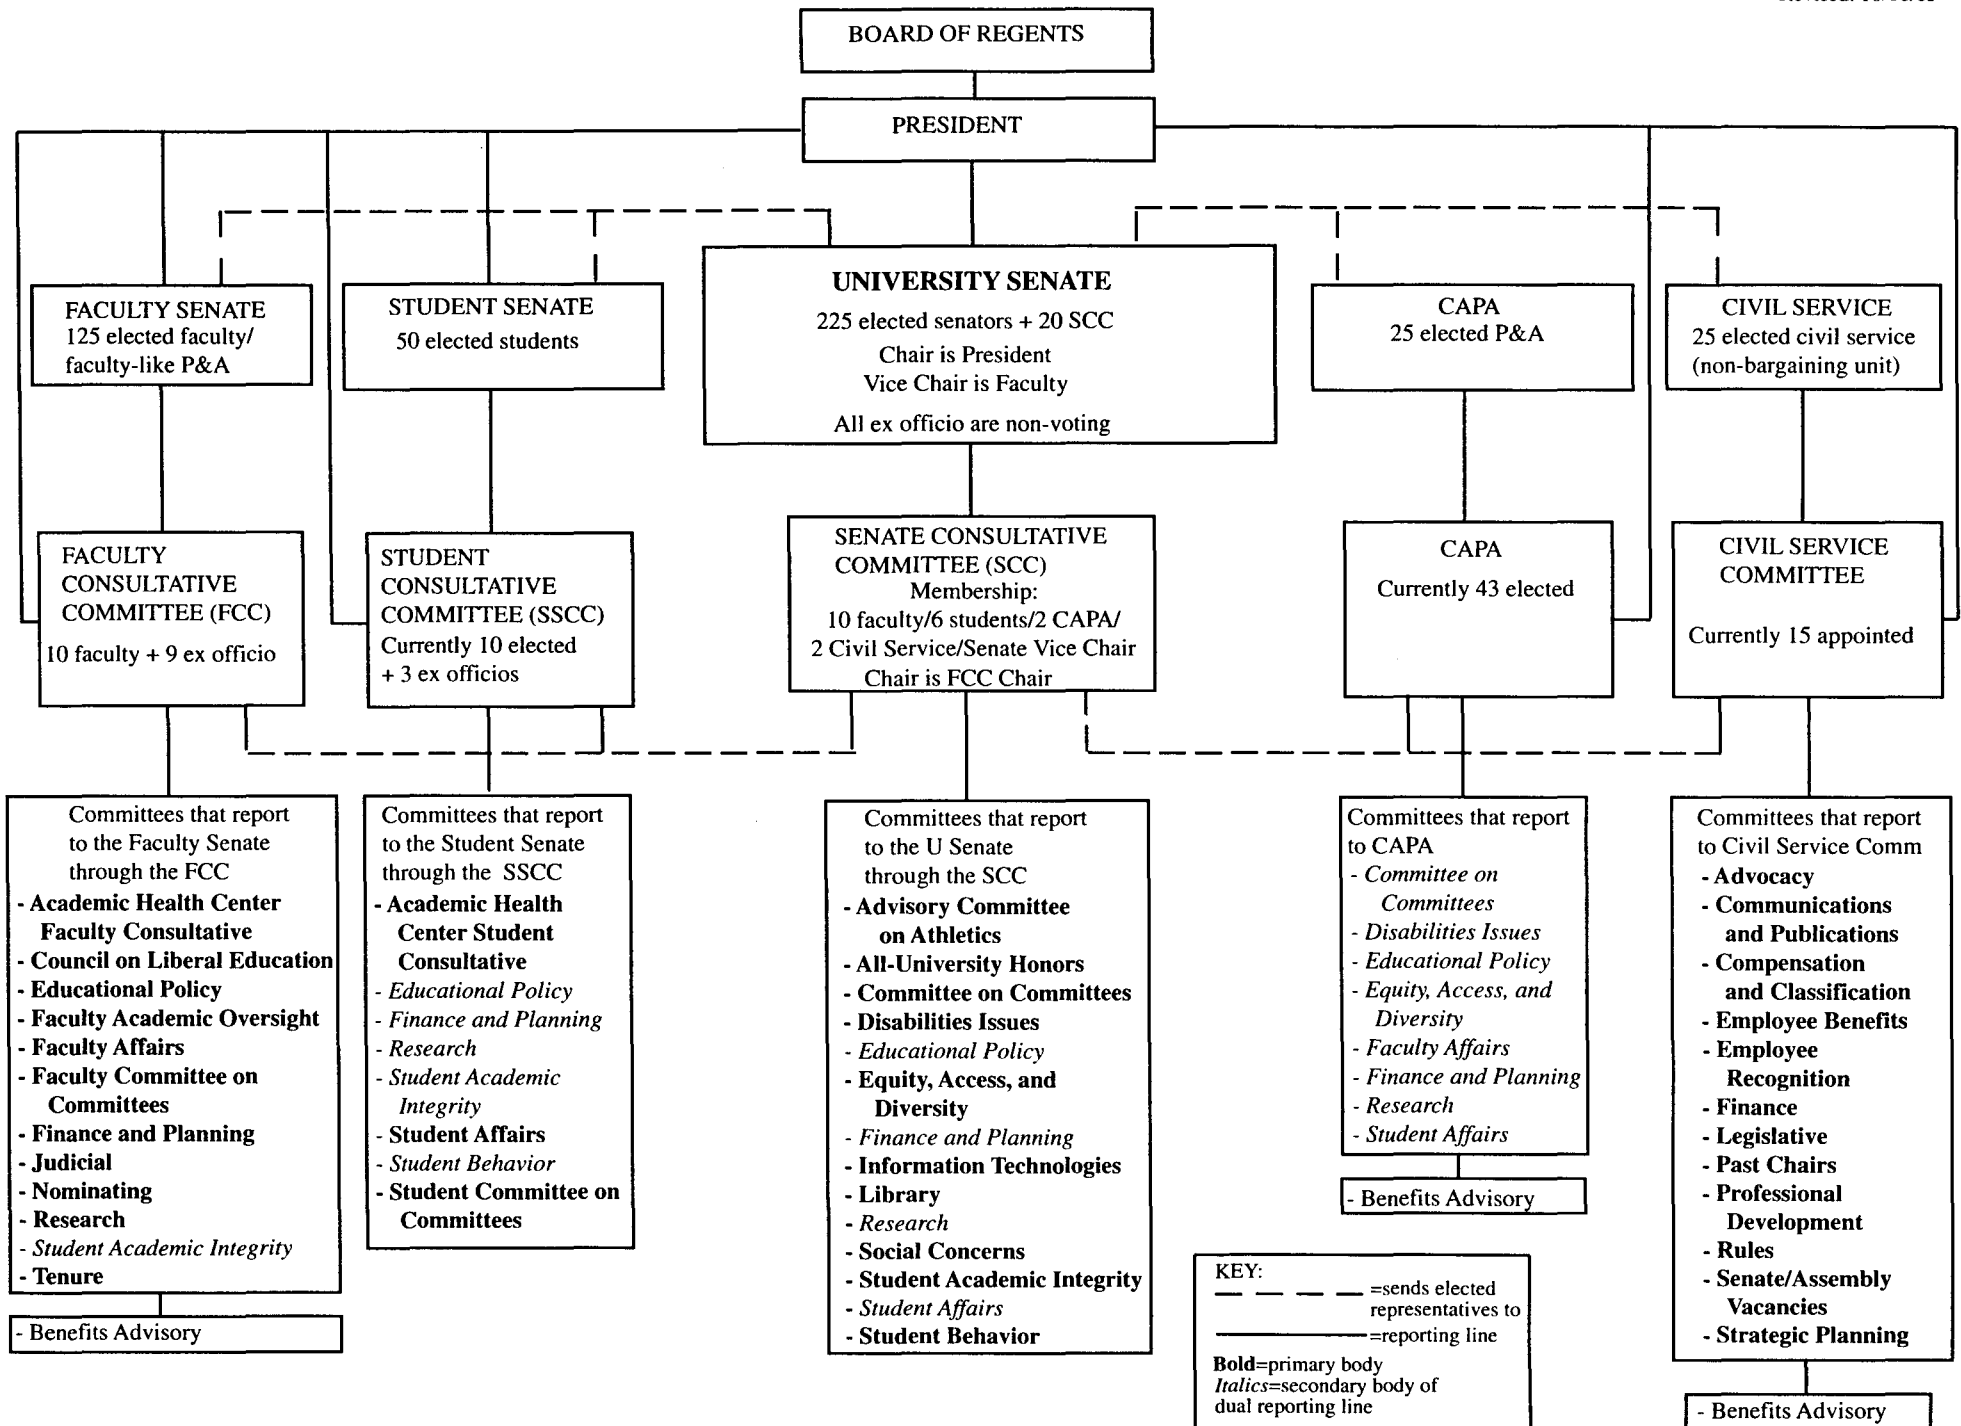 BOARD OF REGENTS
PRESIDENT
FACULTY SENATE
125 elected faculty/
faculty-like P&A
STUDENT SENATE
50 elected students
UNIVERSITY SENATE
225 elected senators + 20 SCC
Chair is President
Vice Chair is Faculty
All ex officio are non-voting
CAPA
25 elected P&A
CIVIL SERVICE
25 elected civil service
(non-bargaining unit)
FACULTY
CONSULTATIVE
COMMITTEE (FCC)
10 faculty + 9 ex officio
STUDENT
CONSULTATIVE
COMMITTEE (SSCC)
Currently 10 elected
+ 3 ex officios
SENATE CONSULTATIVE
COMMITTEE (SCC)
Membership:
10 faculty/6 students/2 CAPA/
2 Civil Service/Senate Vice Chair
Chair is FCC Chair
CAPA
Currently 43 elected
CIVIL SERVICE
COMMITTEE
Currently 15 appointed
Committees that report
to the Faculty Senate
through the FCC
- Academic Health Center
Faculty Consultative
- Council on Liberal Education
- Educational Policy
- Faculty Academic Oversight
- Faculty Affairs
- Faculty Committee on
Committees
- Finance and Planning
- Judicial
- Nominating
- Research
- Student Academic Integrity
- Tenure
- Benefits Advisory
Committees that report
to the Student Senate
through the SSCC
- Academic Health
Center Student
Consultative
- Educational Policy
- Finance and Planning
- Research
- Student Academic
Integrity
- Student Affairs
- Student Behavior
- Student Committee on
Committees
Committees that report
to the U Senate
through the SCC
- Advisory Committee
on Athletics
- All-University Honors
- Committee on Committees
- Disabilities Issues
- Educational Policy
- Equity, Access, and
Diversity
- Finance and Planning
- Information Technologies
- Library
- Research
- Social Concerns
- Student Academic Integrity
- Student Affairs
- Student Behavior
Committees that report
to CAPA
- Committee on
Committees
- Disabilities Issues
- Educational Policy
- Equity, Access, and
Diversity
- Faculty Affairs
- Finance and Planning
- Research
- Student Affairs
- Benefits Advisory
Committees that report
to Civil Service Comm
- Advocacy
- Communications
and Publications
- Compensation
and Classification
- Employee Benefits
- Employee
Recognition
- Finance
- Legislative
- Past Chairs
- Professional
Development
- Rules
- Senate/Assembly
Vacancies
- Strategic Planning
- Benefits Advisory
KEY:
=sends elected
representatives to
=reporting line
Bold=primary body
Italics=secondary body of
dual reporting line